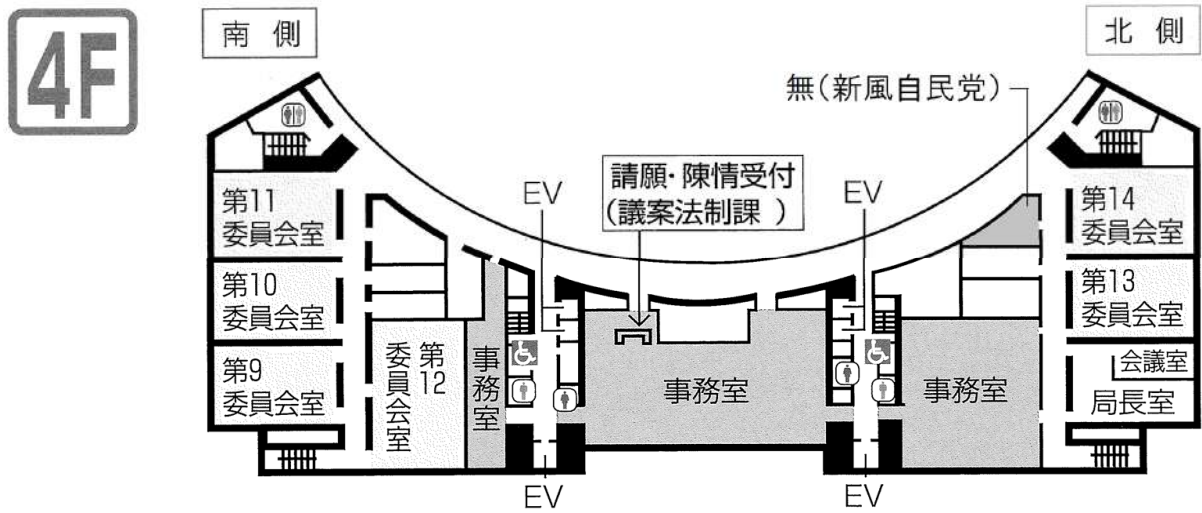 4F
南側
北側
無(新風自民党)
請願・陳情受付
(議案法制課)
EV
EV
第11
委員会室
第14
委員会室
第10
委員会室
第13
委員会室
第9
委員会室
第12
委員会室
事務室
事務室
事務室
会議室
局長室
EV
EV